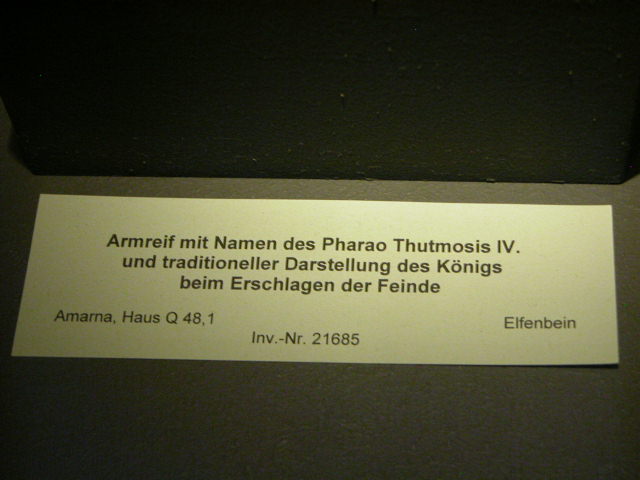 Armreif mit Namen des Pharao Thutmosis IV.
und traditioneller Darstellung des Königs
beim Erschlagen der Feinde
Amarna, Haus Q 48,1
Elfenbein
Inv.-Nr. 21685